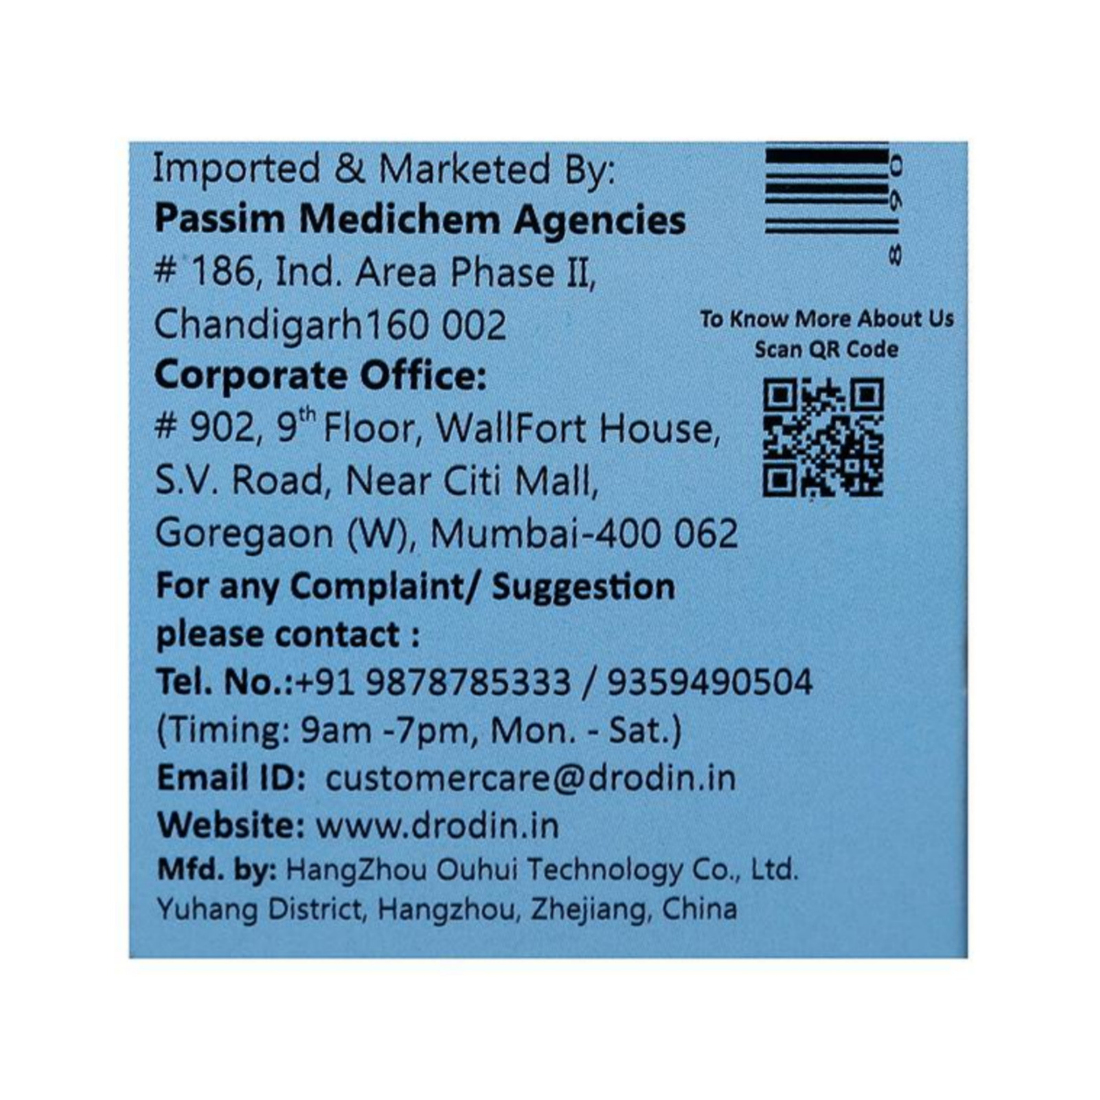 Imported & Marketed By:
Passim Medichem Agencies
# 186, Ind. Area Phase II,
Chandigarh160 002
Corporate Office:
# 902, 9th Floor, WallFort House,
S.V. Road, Near Citi Mall,
Goregaon (W), Mumbai-400 062
For any Complaint/ Suggestion
please contact :
Tel. No.:+91 9878785333 / 9359490504
(Timing: 9am -7pm, Mon. - Sat.)
Email ID: customercare@drodin.in
Website: www.drodin.in
Mfd. by: HangZhou Ouhui Technology Co., Ltd.
Yuhang District, Hangzhou, Zhejiang, China
8
To Know More About Us
Scan QR Code